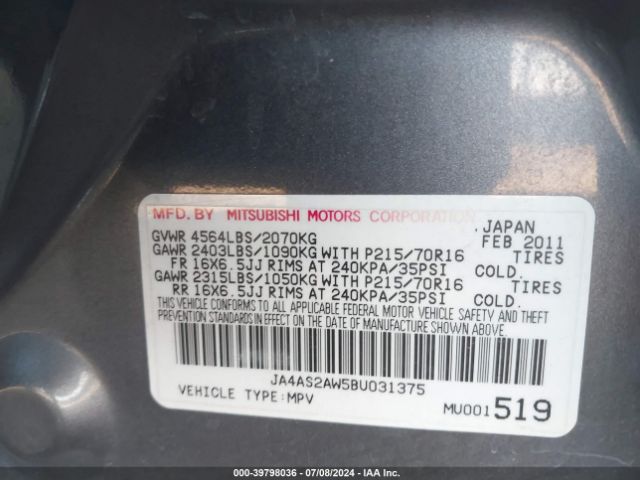 MFD. BY MITSUBISHI MOTORS CORPORATION JAPAN
GVWR 4564LBS/2070KG FEB 2011
GAWR 2403LBS/1090KG WITH P215/70R16 TIRES
FR 16X6.5JJ RIMS AT 240KPA/35PSI COLD.
GAWR 2315LBS/1050KG WITH P215/70R16 TIRES
RR 16X6.5JJ RIMS AT 240KPA/35PSI COLD.
THIS VEHICLE CONFORMS TO ALL APPLICABLE FEDERAL MOTOR VEHICLE SAFETY AND THEFT
PREVENTION STANDARDS IN EFFECT ON THE DATE OF MANUFACTURE SHOWN ABOVE.
JA4AS2AW5BU031375
VEHICLE TYPE:MPV MU001519
000-39798036 - 07/08/2024 - IAA Inc.